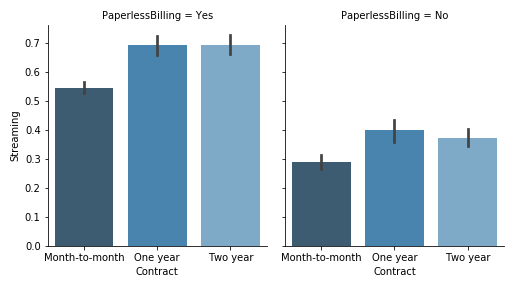 PaperlessBilling = Yes
PaperlessBilling = No
0.7
0.6
0.5
0.4
0.3
0.2
0.1
0.0
Streaming
Month-to-month One year Two year
Contract
Month-to-month One year Two year
Contract